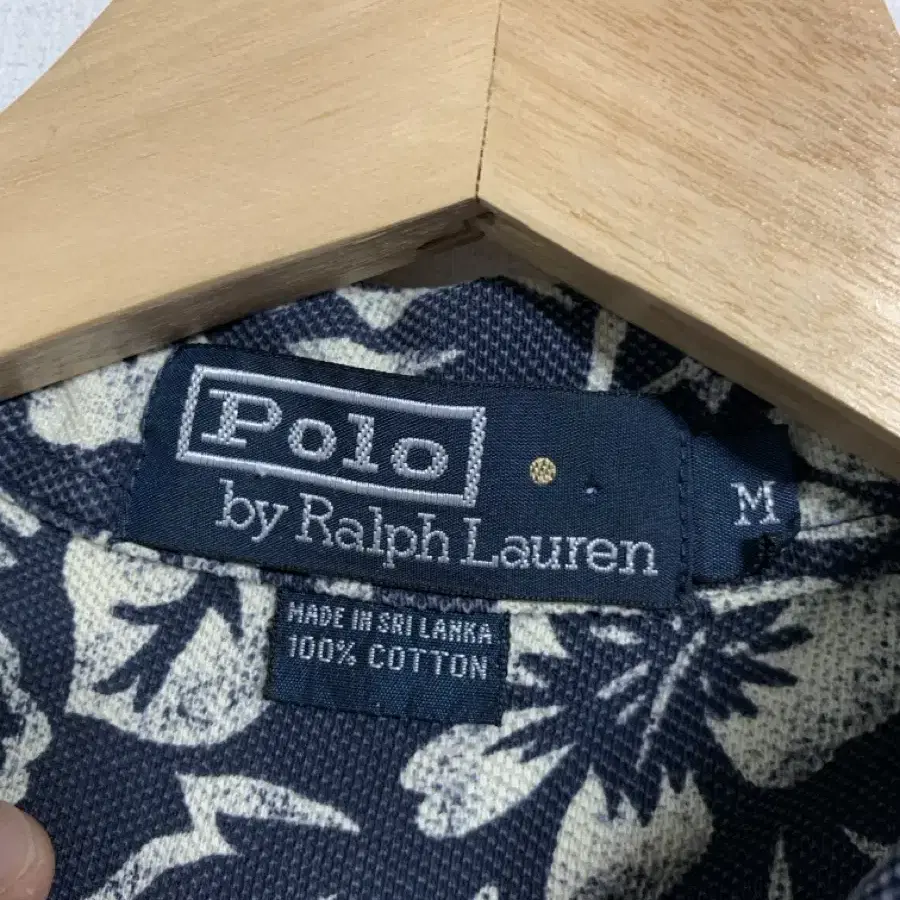 Polo
by Ralph Lauren
M
MADE IN SRI LANKA
100% COTTON